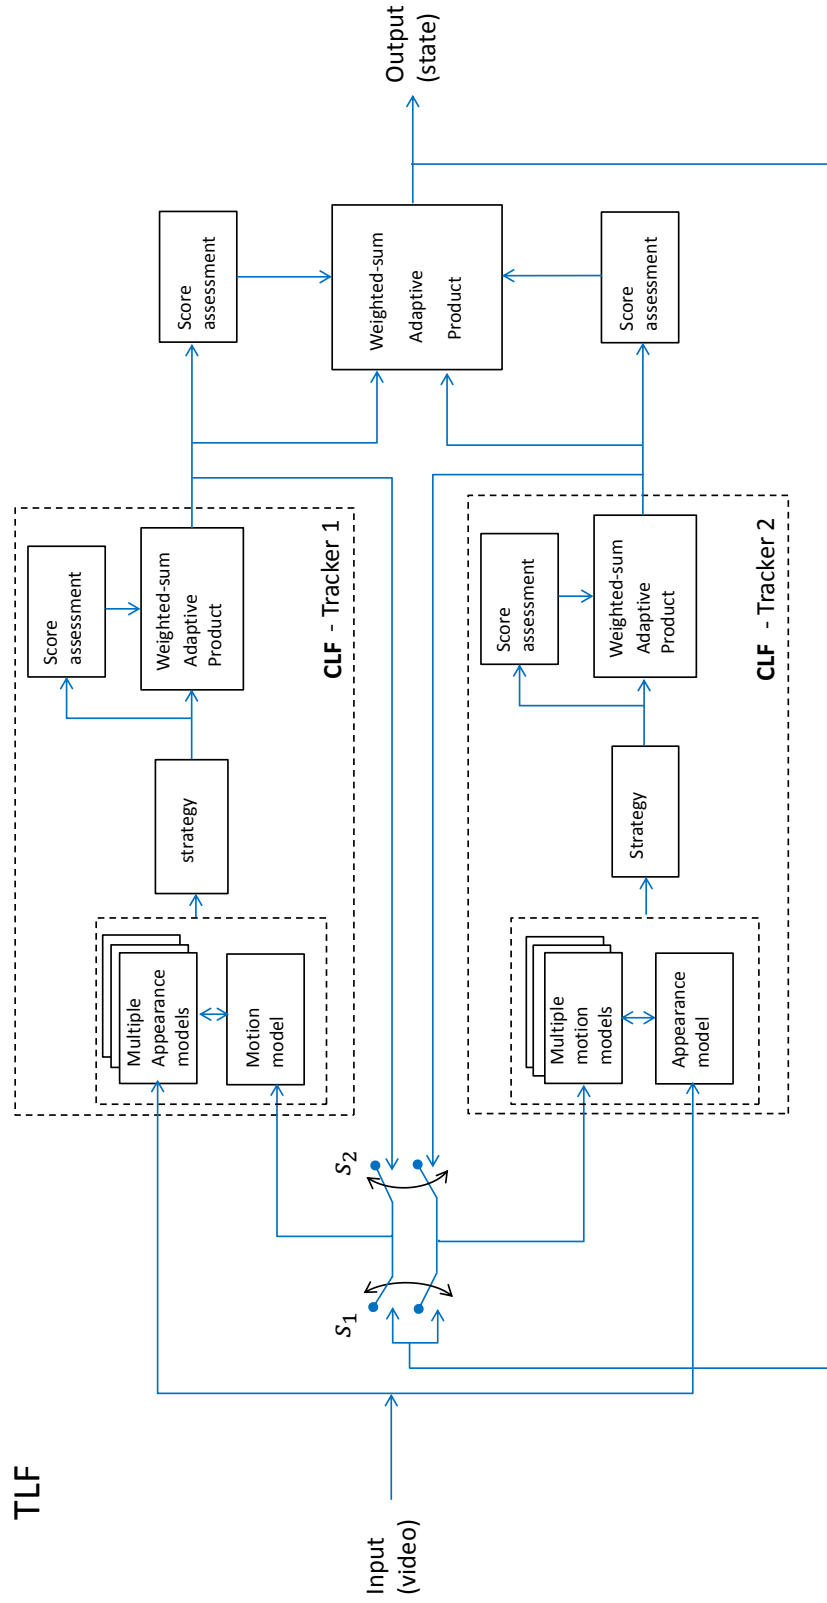 TLF
Input
(video)
S1
S2
Multiple
Appearance
models
Motion
model
strategy
Score
assessment
Weighted-sum
Adaptive
Product
CLF - Tracker 1
Multiple
motion
models
Appearance
model
Strategy
Score
assessment
Weighted-sum
Adaptive
Product
CLF - Tracker 2
Score
assessment
Weighted-sum
Adaptive
Product
Score
assessment
Output
(state)